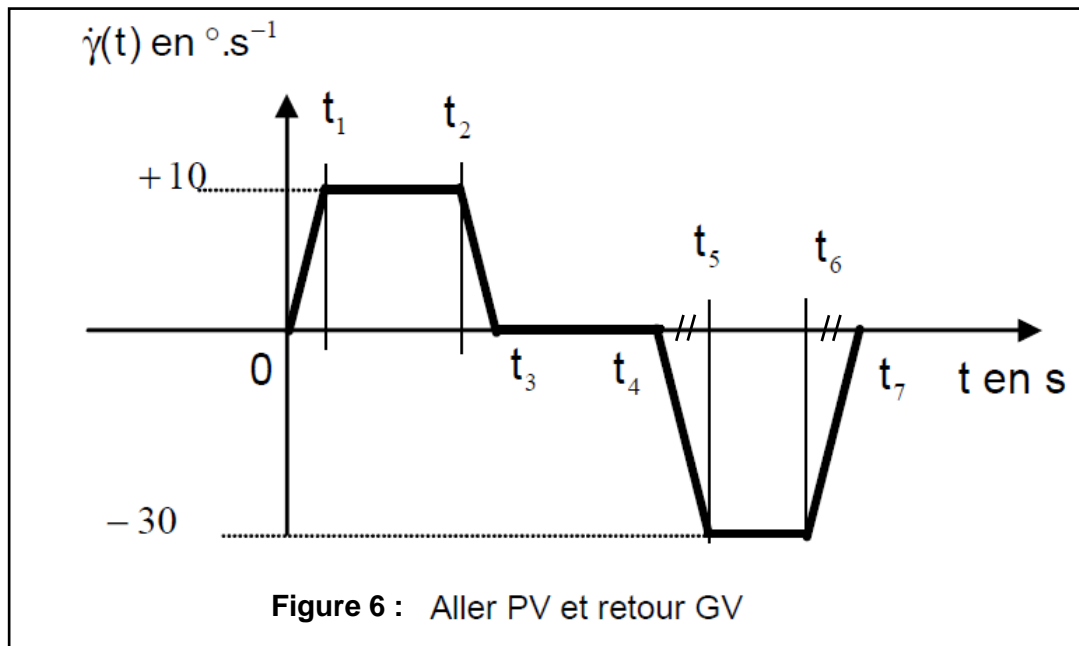 γ̇(t) en °.s⁻¹
t₁ t₂
+10
t₅ t₆
0 t₃ t₄ t₇ t en s
− 30
Figure 6 : Aller PV et retour GV